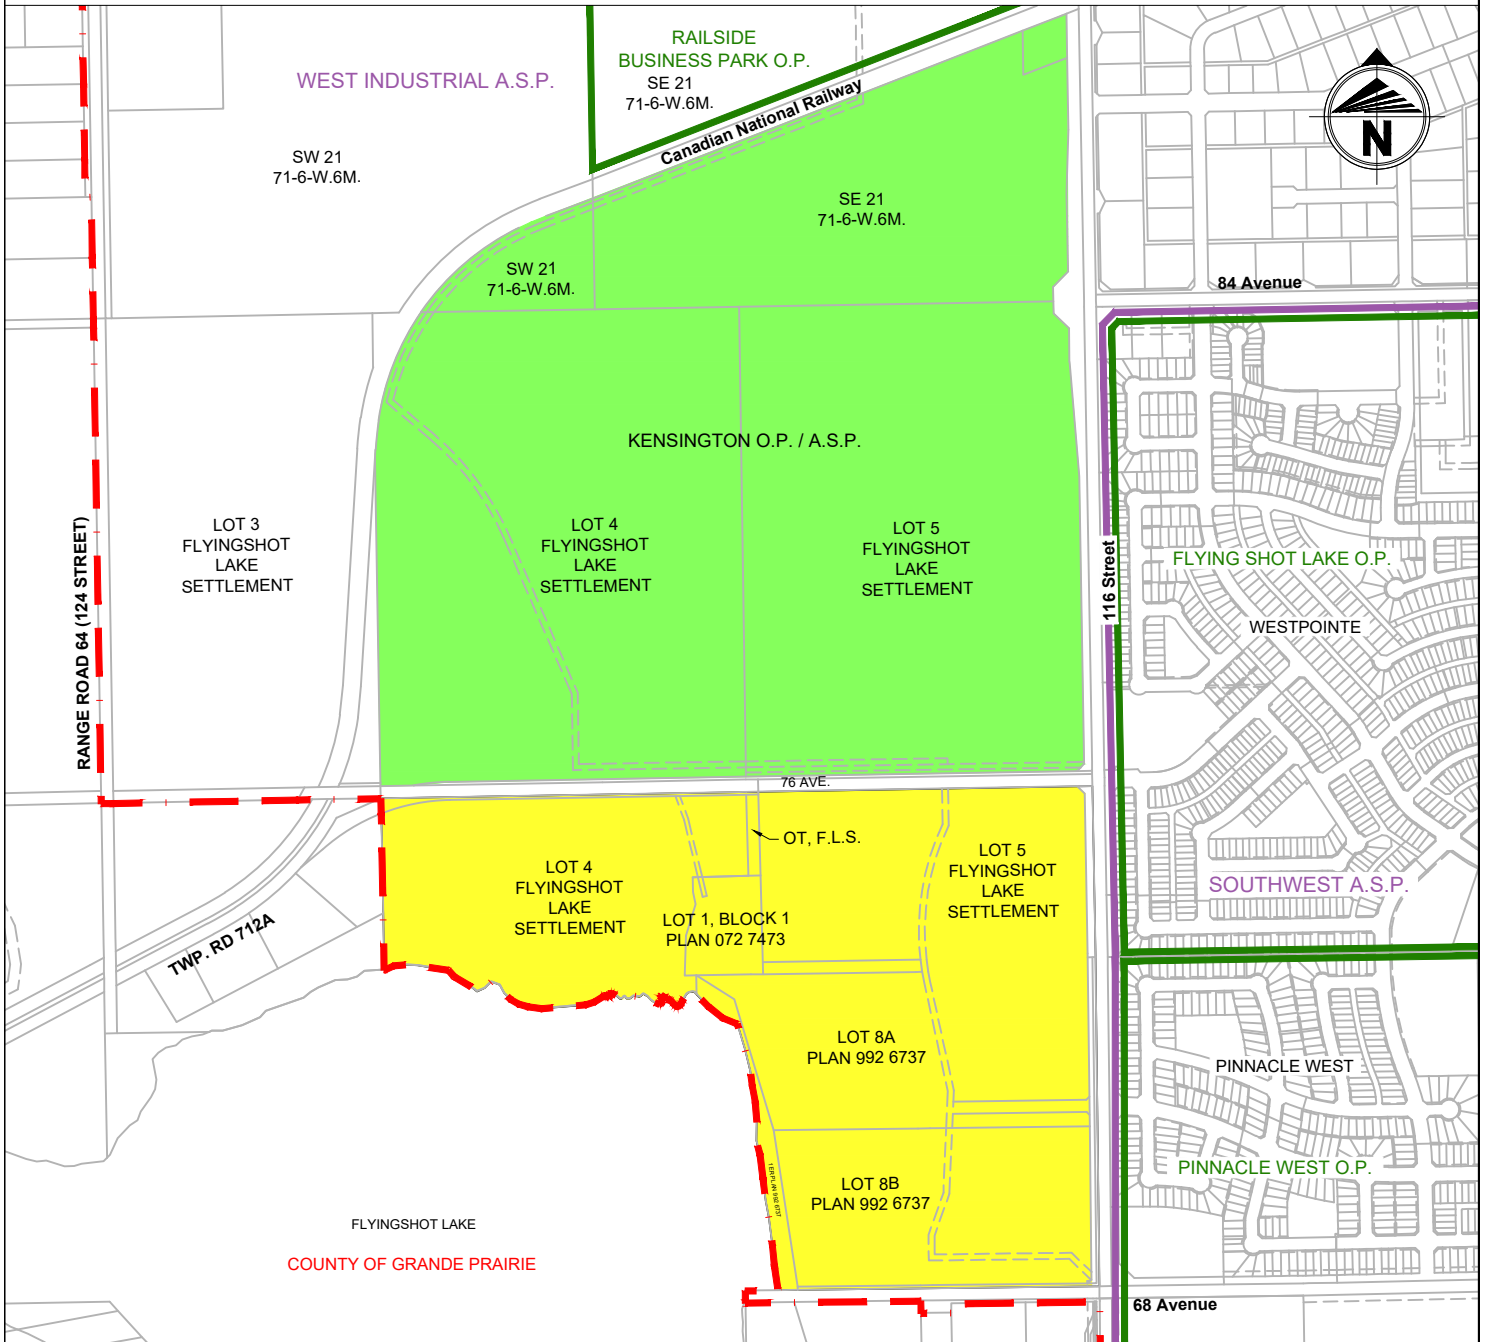 RAILSIDE
BUSINESS PARK O.P.
SE 21
71-6-W.6M.
WEST INDUSTRIAL A.S.P.
Canadian National Railway
N
SW 21
71-6-W.6M.
SE 21
71-6-W.6M.
SW 21
71-6-W.6M.
84 Avenue
KENSINGTON O.P. / A.S.P.
RANGE ROAD 64 (124 STREET)
LOT 3
FLYINGSHOT
LAKE
SETTLEMENT
LOT 4
FLYINGSHOT
LAKE
SETTLEMENT
LOT 5
FLYINGSHOT
LAKE
SETTLEMENT
116 Street
FLYING SHOT LAKE O.P.
WESTPOINTE
76 AVE.
OT, F.L.S.
LOT 4
FLYINGSHOT
LAKE
SETTLEMENT
LOT 1, BLOCK 1
PLAN 072 7473
LOT 5
FLYINGSHOT
LAKE
SETTLEMENT
SOUTHWEST A.S.P.
TWP. RD 712A
LOT 8A
PLAN 992 6737
PINNACLE WEST
LOT 8B
PLAN 992 6737
PINNACLE WEST O.P.
PLAN 992 6737
FLYINGSHOT LAKE
COUNTY OF GRANDE PRAIRIE
68 Avenue